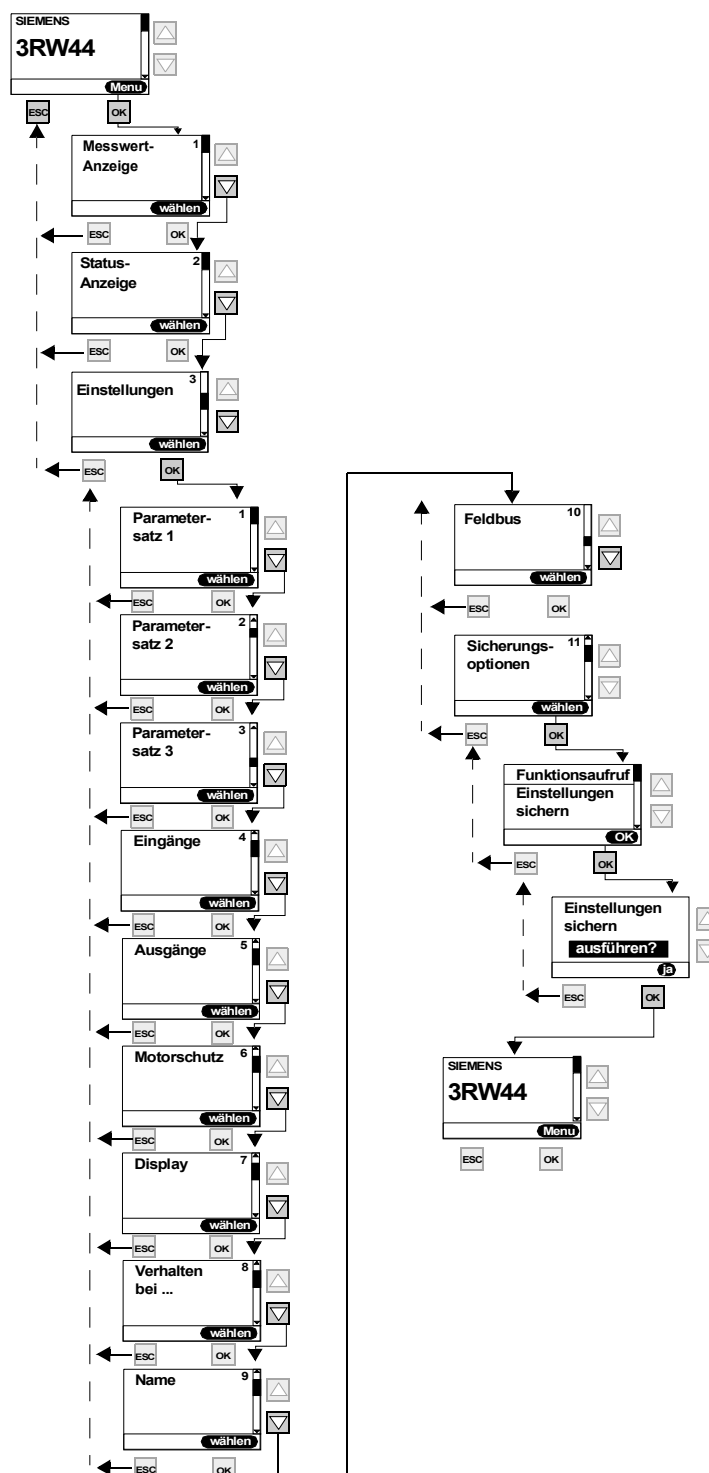 SIEMENS
3RW44
Menu
ESC
OK
Messwert-
Anzeige
1
wählen
ESC
OK
Status-
Anzeige
2
wählen
ESC
OK
Einstellungen
3
wählen
ESC
OK
Parameter-
satz 1
1
wählen
ESC
OK
Parameter-
satz 2
2
wählen
ESC
OK
Parameter-
satz 3
3
wählen
ESC
OK
Eingänge
4
wählen
ESC
OK
Ausgänge
5
wählen
ESC
OK
Motorschutz
6
wählen
ESC
OK
Display
7
wählen
ESC
OK
Verhalten
bei ...
8
wählen
ESC
OK
Name
9
wählen
ESC
OK
Feldbus
10
wählen
ESC
OK
Sicherungs-
optionen
11
wählen
ESC
OK
Funktionsaufruf
Einstellungen
sichern
OK
ESC
OK
Einstellungen
sichern
ausführen?
ja
ESC
OK
SIEMENS
3RW44
Menu
ESC
OK